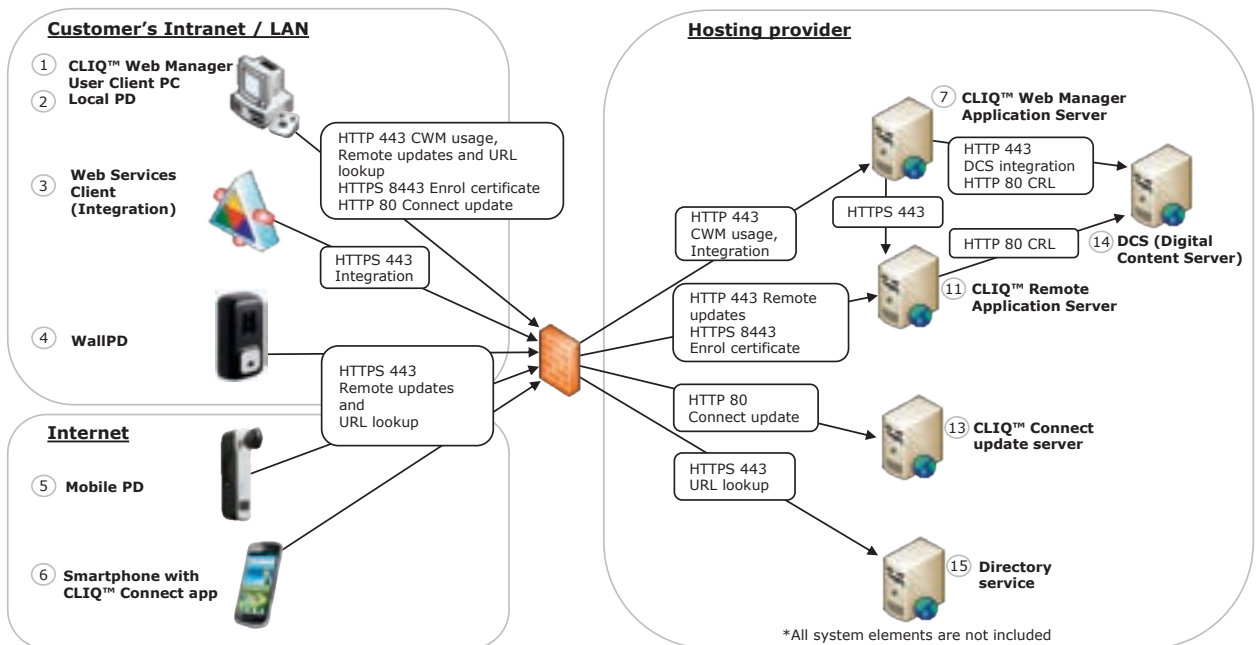 Customer's Intranet / LAN
1 CLIQ™ Web Manager
User Client PC
2 Local PD
HTTP 443 CWM usage,
Remote updates and URL
lookup
HTTPS 8443 Enrol certificate
HTTP 80 Connect update
3 Web Services
Client
(Integration)
HTTPS 443
Integration
4 WallPD
HTTPS 443
Remote updates
and
URL lookup
Internet
5 Mobile PD
6 Smartphone with
CLIQ™ Connect app
Hosting provider
7 CLIQ™ Web Manager
Application Server
HTTP 443
DCS integration
HTTP 80 CRL
HTTP 443
CWM usage,
Integration
HTTPS 443
HTTP 80 CRL
14 DCS (Digital
Content Server)
11 CLIQ™ Remote
Application Server
HTTP 443 Remote
updates
HTTPS 8443
Enrol certificate
HTTP 80
Connect update
13 CLIQ™ Connect
update server
HTTPS 443
URL lookup
15 Directory
service
*All system elements are not included